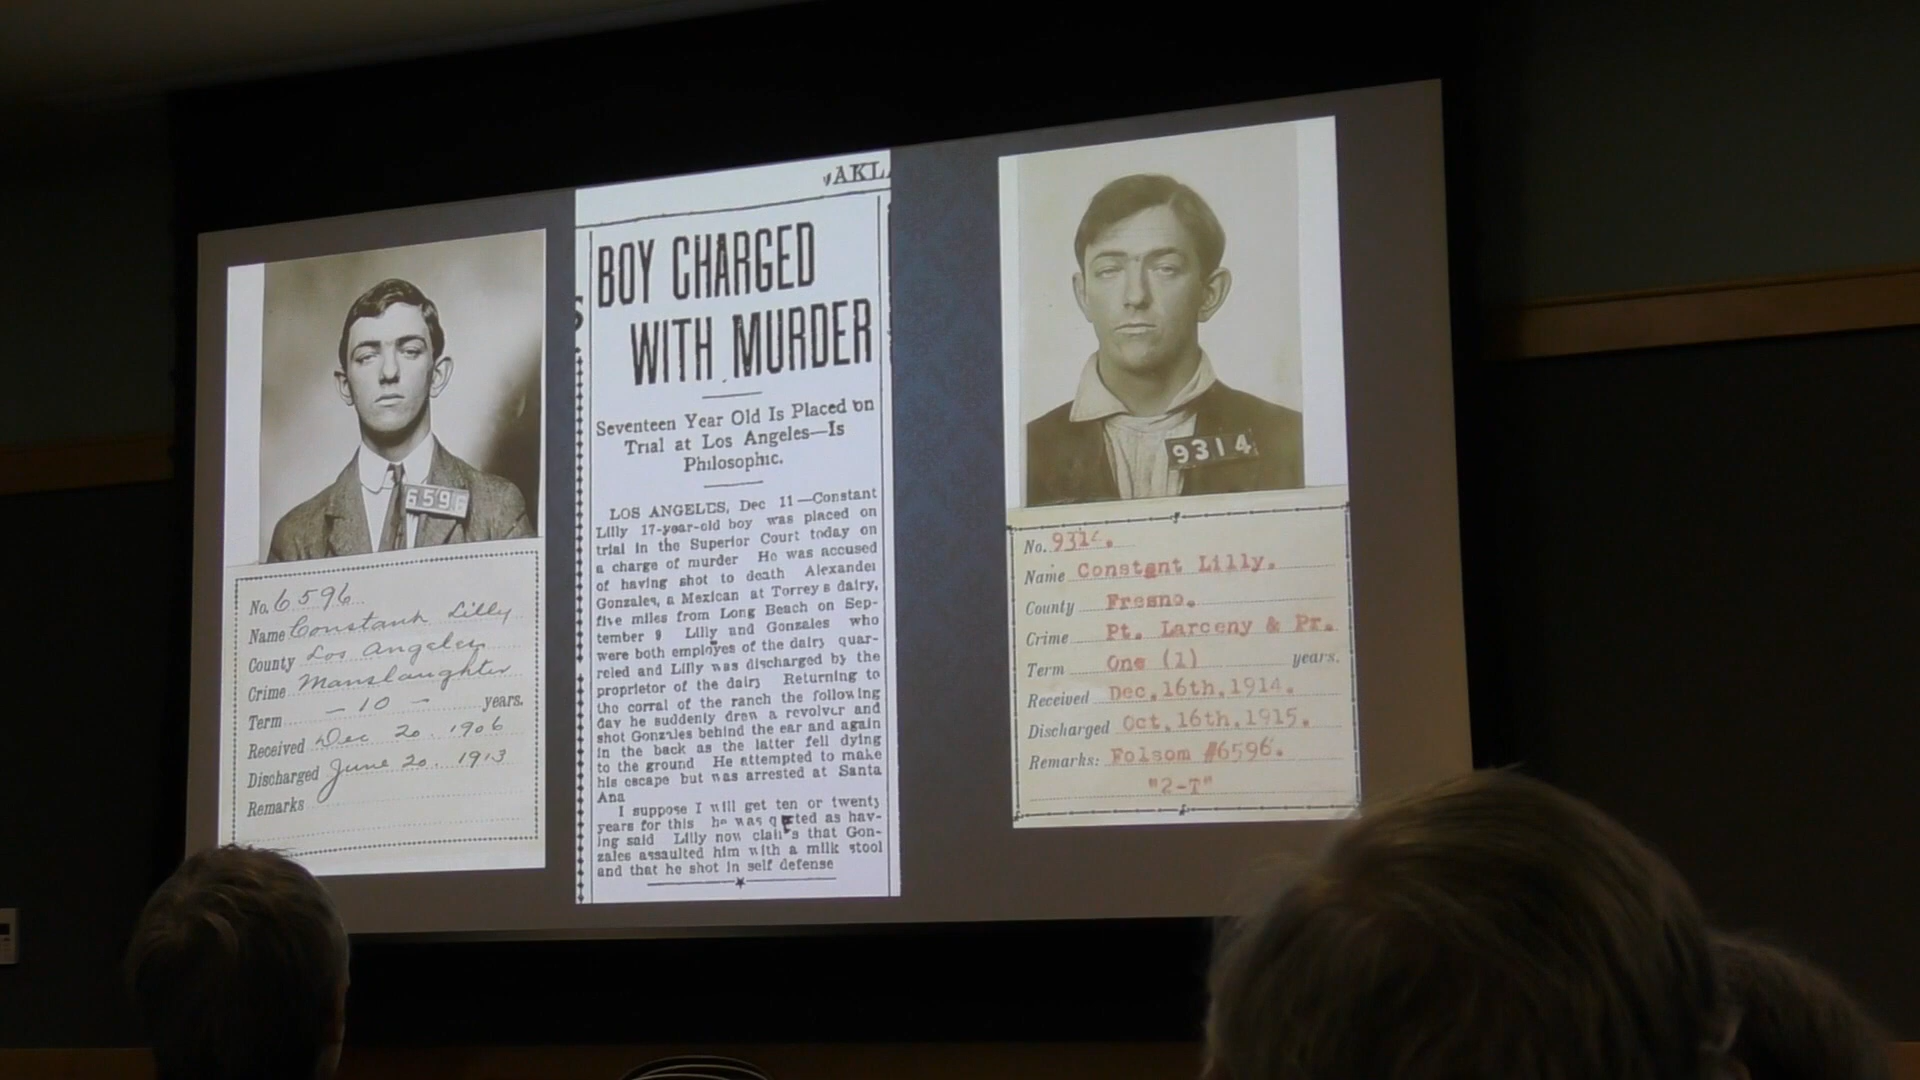 6596
No. 6596
Name Constant Lilly
County Los Angeles
Crime Manslaughter
Term - 10 - years.
Received Dec 20. 1906
Discharged June 20. 1913
Remarks
AKL
BOY CHARGED
WITH MURDER
Seventeen Year Old Is Placed on
Trial at Los Angeles—Is
Philosophic.
LOS ANGELES, Dec 11—Constant
Lilly 17-year-old boy was placed on
trial in the Superior Court today on
a charge of murder He was accused
of having shot to death Alexander
Gonzales, a Mexican at Torrey s dairy,
five miles from Long Beach on Sep-
tember 9 Lilly and Gonzales who
were both employes of the dairy quar-
reled and Lilly was discharged by the
proprietor of the dairy Returning to
the corral of the ranch the following
day he suddenly drew a revolver and
shot Gonzales behind the ear and again
in the back as the latter fell dying
to the ground He attempted to make
his escape but was arrested at Santa
Ana
I suppose I will get ten or twenty
years for this he was quoted as hav-
ing said Lilly now claims that Gon-
zales assaulted him with a milk stool
and that he shot in self defense
9314
No. 9314.
Name Constant Lilly.
County Fresno.
Crime Pt. Larceny & Pr.
Term One (1) years.
Received Dec. 16th, 1914.
Discharged Oct. 16th, 1915.
Remarks: Folsom #6596.
"2-T"